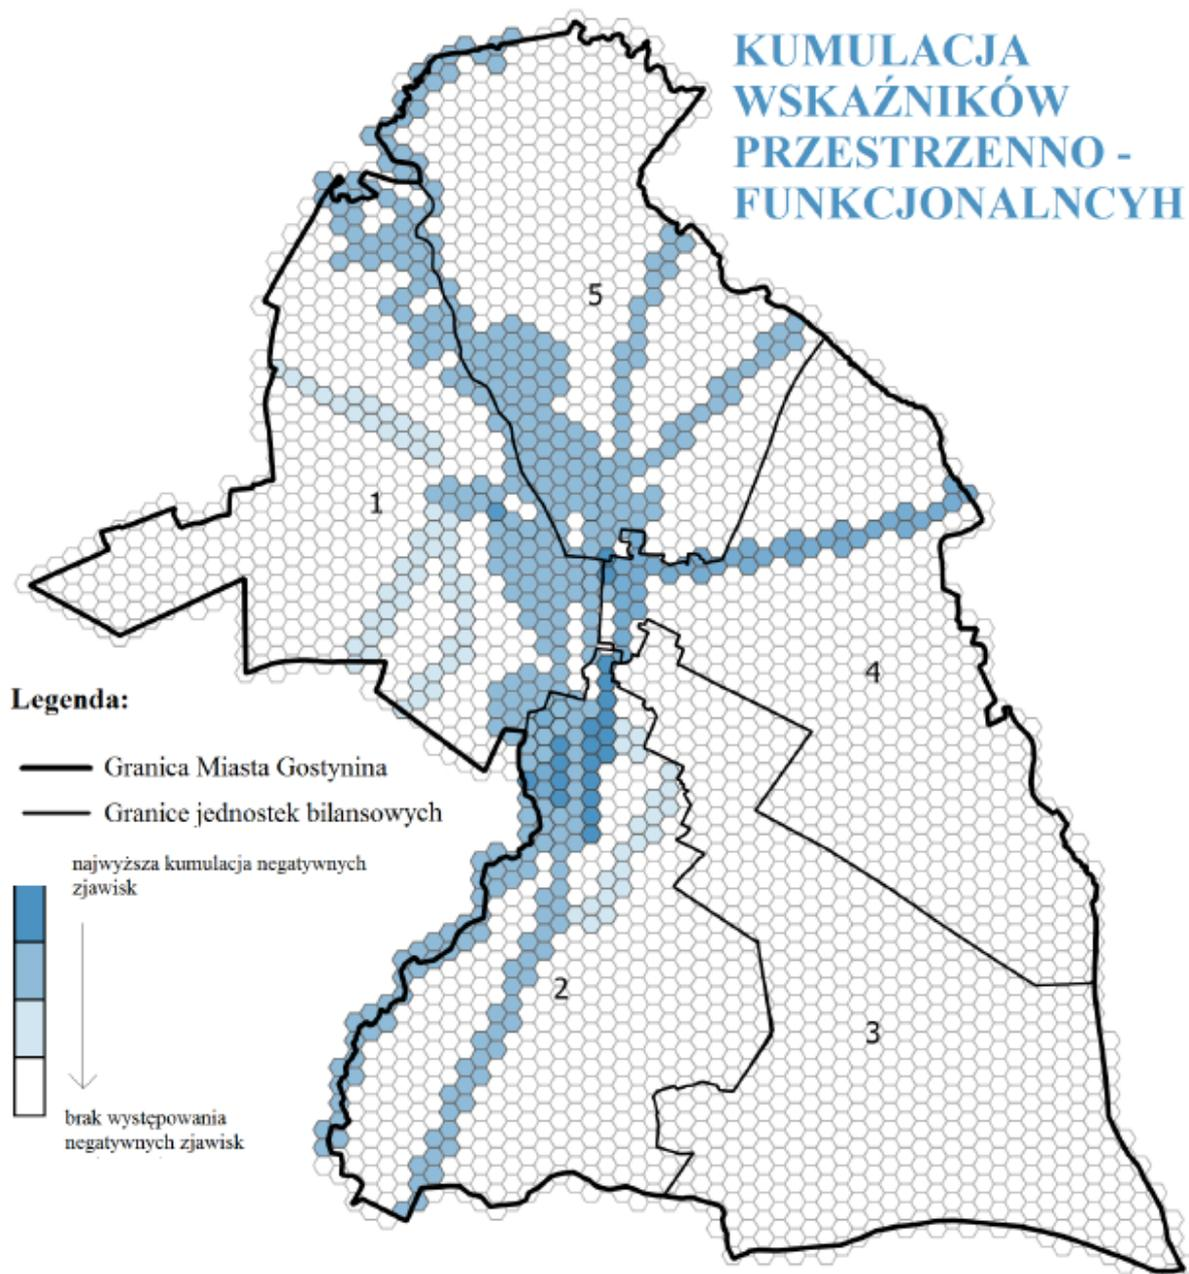 KUMULACJA
WSKAŹNIKÓW
PRZESTRZENNO -
FUNKCJONALNCYH
5
1
4
2
3
Legenda:
Granica Miasta Gostynina
Granice jednostek bilansowych
najwyższa kumulacja negatywnych
zjawisk
brak występowania
negatywnych zjawisk